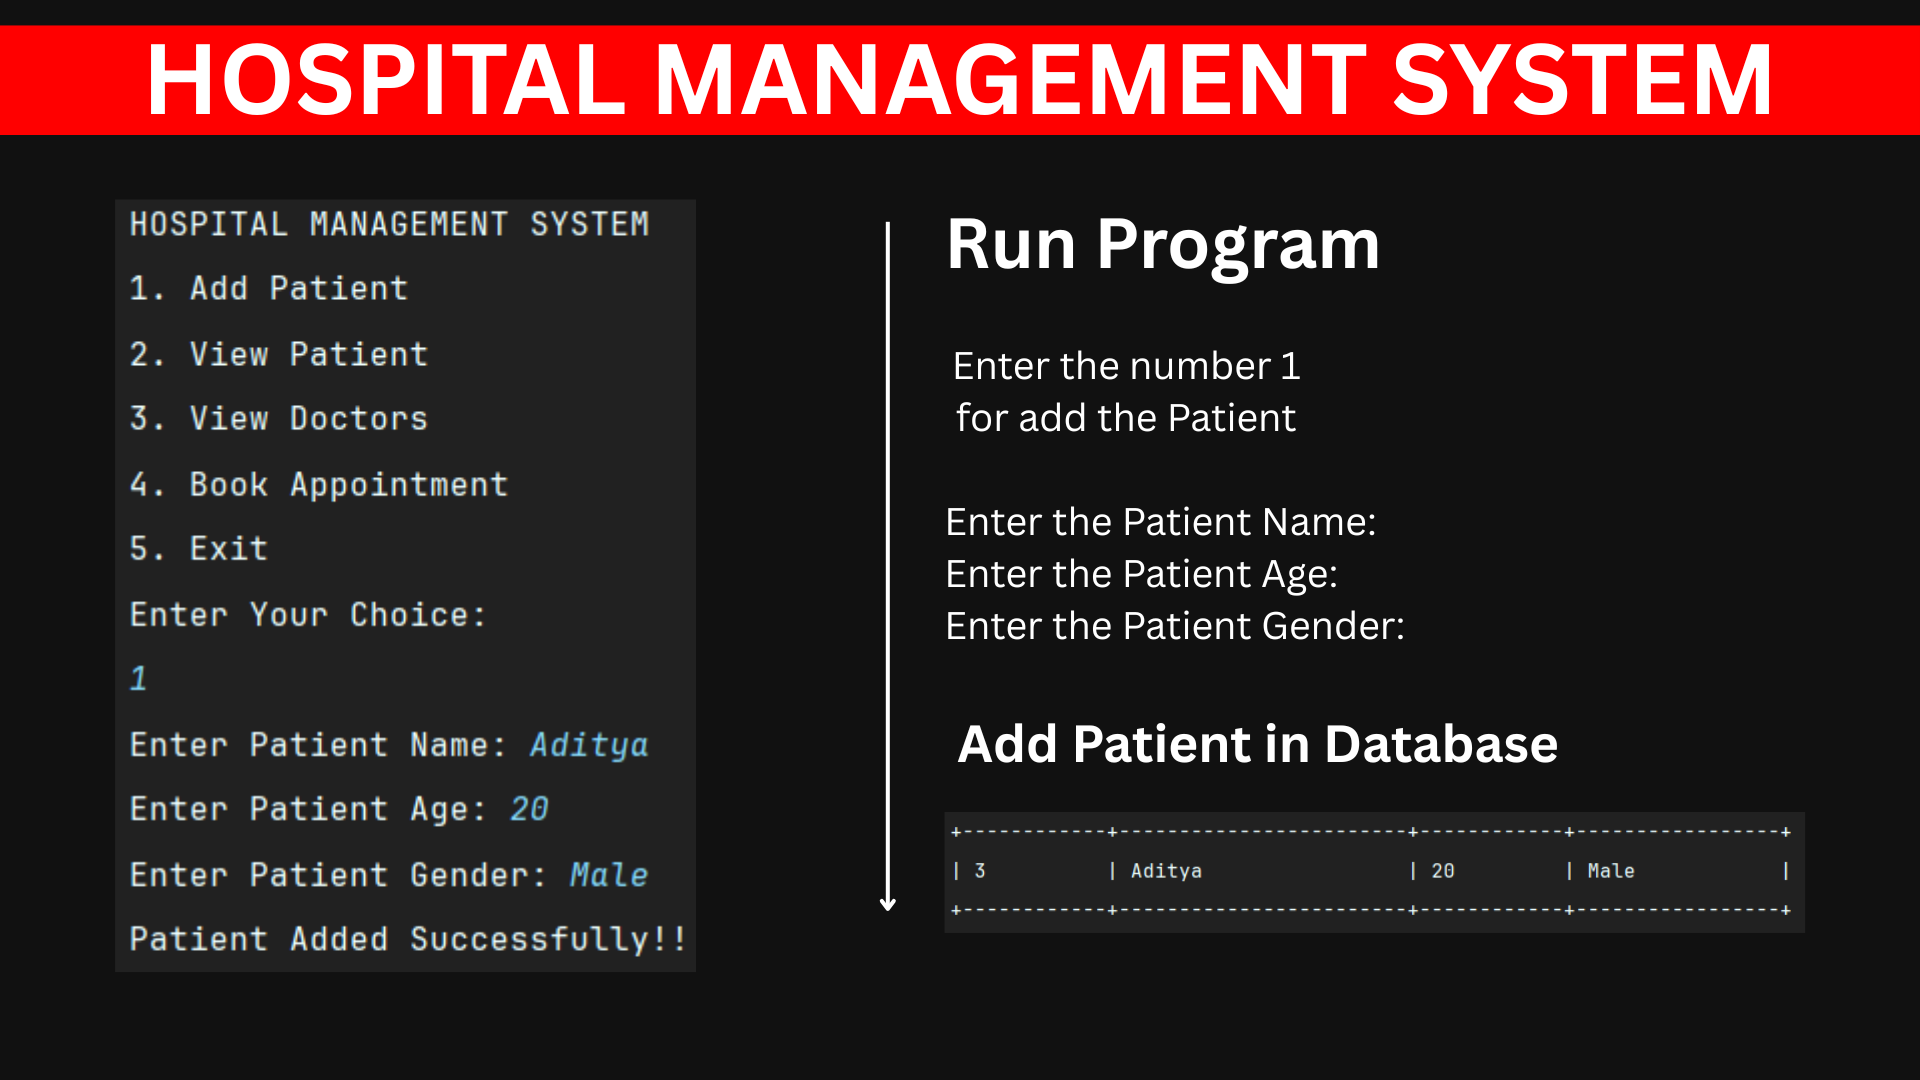 HOSPITAL MANAGEMENT SYSTEM
HOSPITAL MANAGEMENT SYSTEM
1. Add Patient
2. View Patient
3. View Doctors
4. Book Appointment
5. Exit
Enter Your Choice:
1
Enter Patient Name: Aditya
Enter Patient Age: 20
Enter Patient Gender: Male
Patient Added Successfully!!
Run Program
Enter the number 1
for add the Patient
Enter the Patient Name:
Enter the Patient Age:
Enter the Patient Gender:
Add Patient in Database
+------------+------------------------+------------+-----------------+
| 3          | Aditya                 | 20         | Male            |
+------------+------------------------+------------+-----------------+